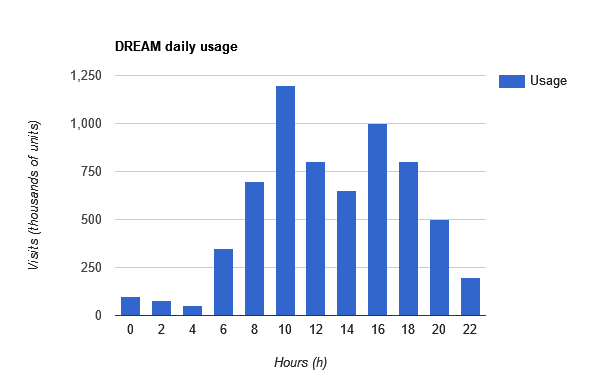 DREAM daily usage
1,250
1,000
750
500
250
0
Usage
Visits (thousands of units)
0 2 4 6 8 10 12 14 16 18 20 22
Hours (h)